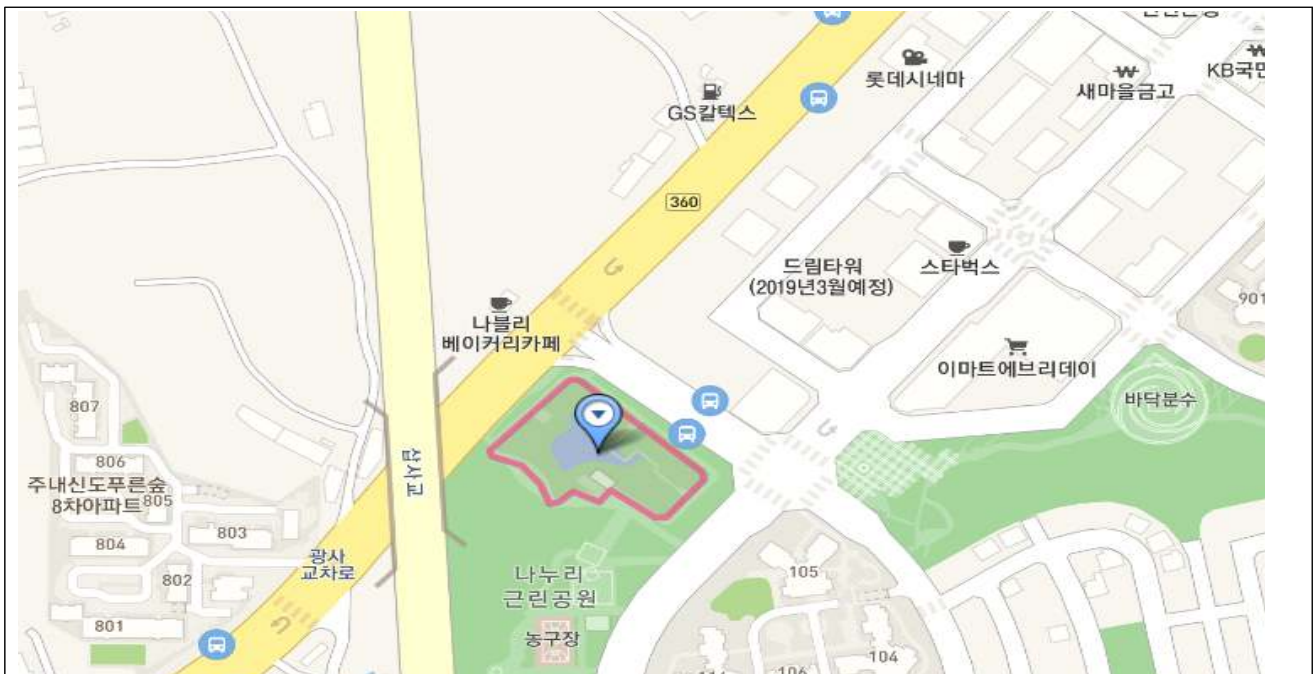 롯데시네마
새마을금고
KB국민
GS칼텍스
360
드림타워
(2019년3월예정)
스타벅스
901
나블리
베이커리카페
이마트에브리데이
바닥분수
807
806
주내신도푸른숲
8차아파트
805
삼사교
804
803
광사
교차로
802
801
나누리
근린공원
농구장
105
104
106